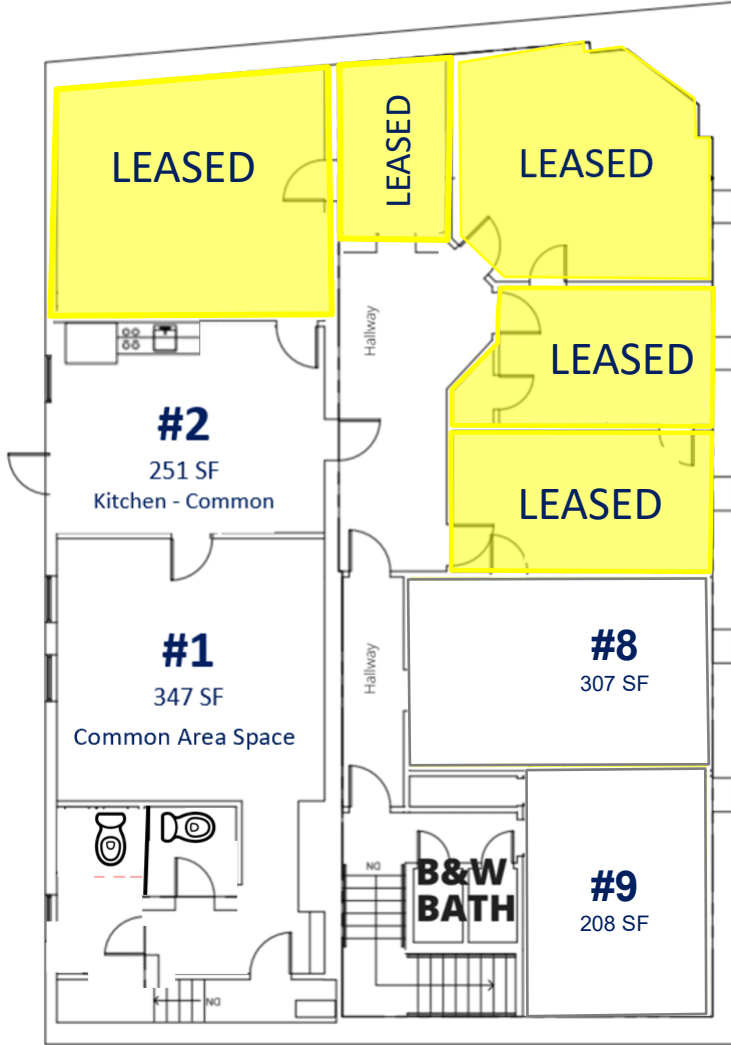 LEASED
LEASED
LEASED
Hallway
LEASED
#2
251 SF
Kitchen - Common
LEASED
#1
347 SF
Common Area Space
Hallway
#8
307 SF
DN
B&W
BATH
#9
208 SF
DN